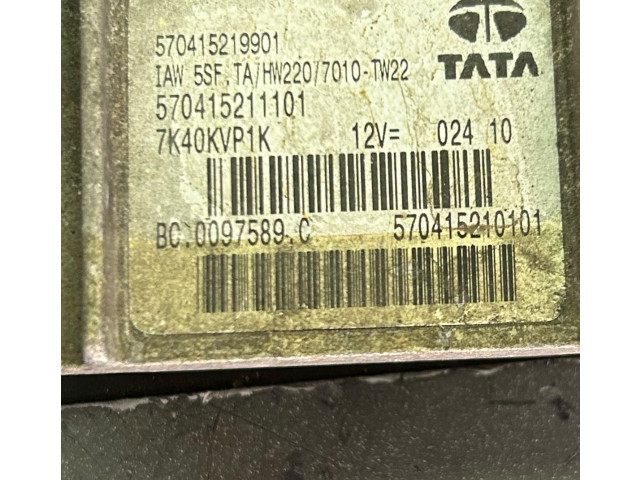 570415219901
TATA
IAW 5SF.TA/HW220/7010-TW22
570415211101
7K40KVP1K 12V= 024 10
BC.0097589.C 570415210101